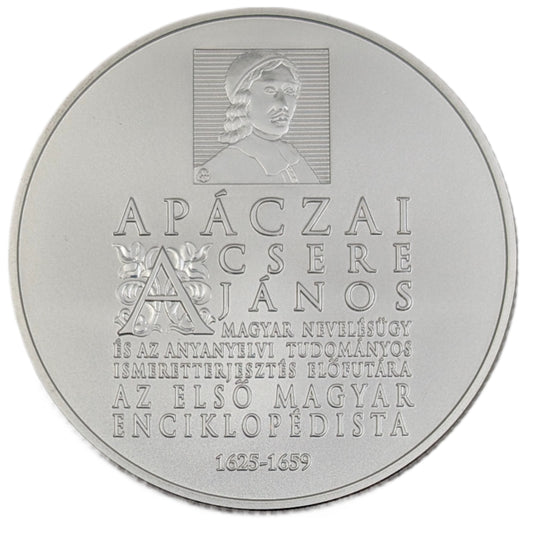 APÁCZAI
CSERE
JÁNOS
A MAGYAR NEVELÉSÜGY
ÉS AZ ANYANYELVI TUDOMÁNYOS
ISMERETTERJESZTÉS ELŐFUTÁRA
AZ ELSŐ MAGYAR
ENCIKLOPÉDISTA
1625-1659